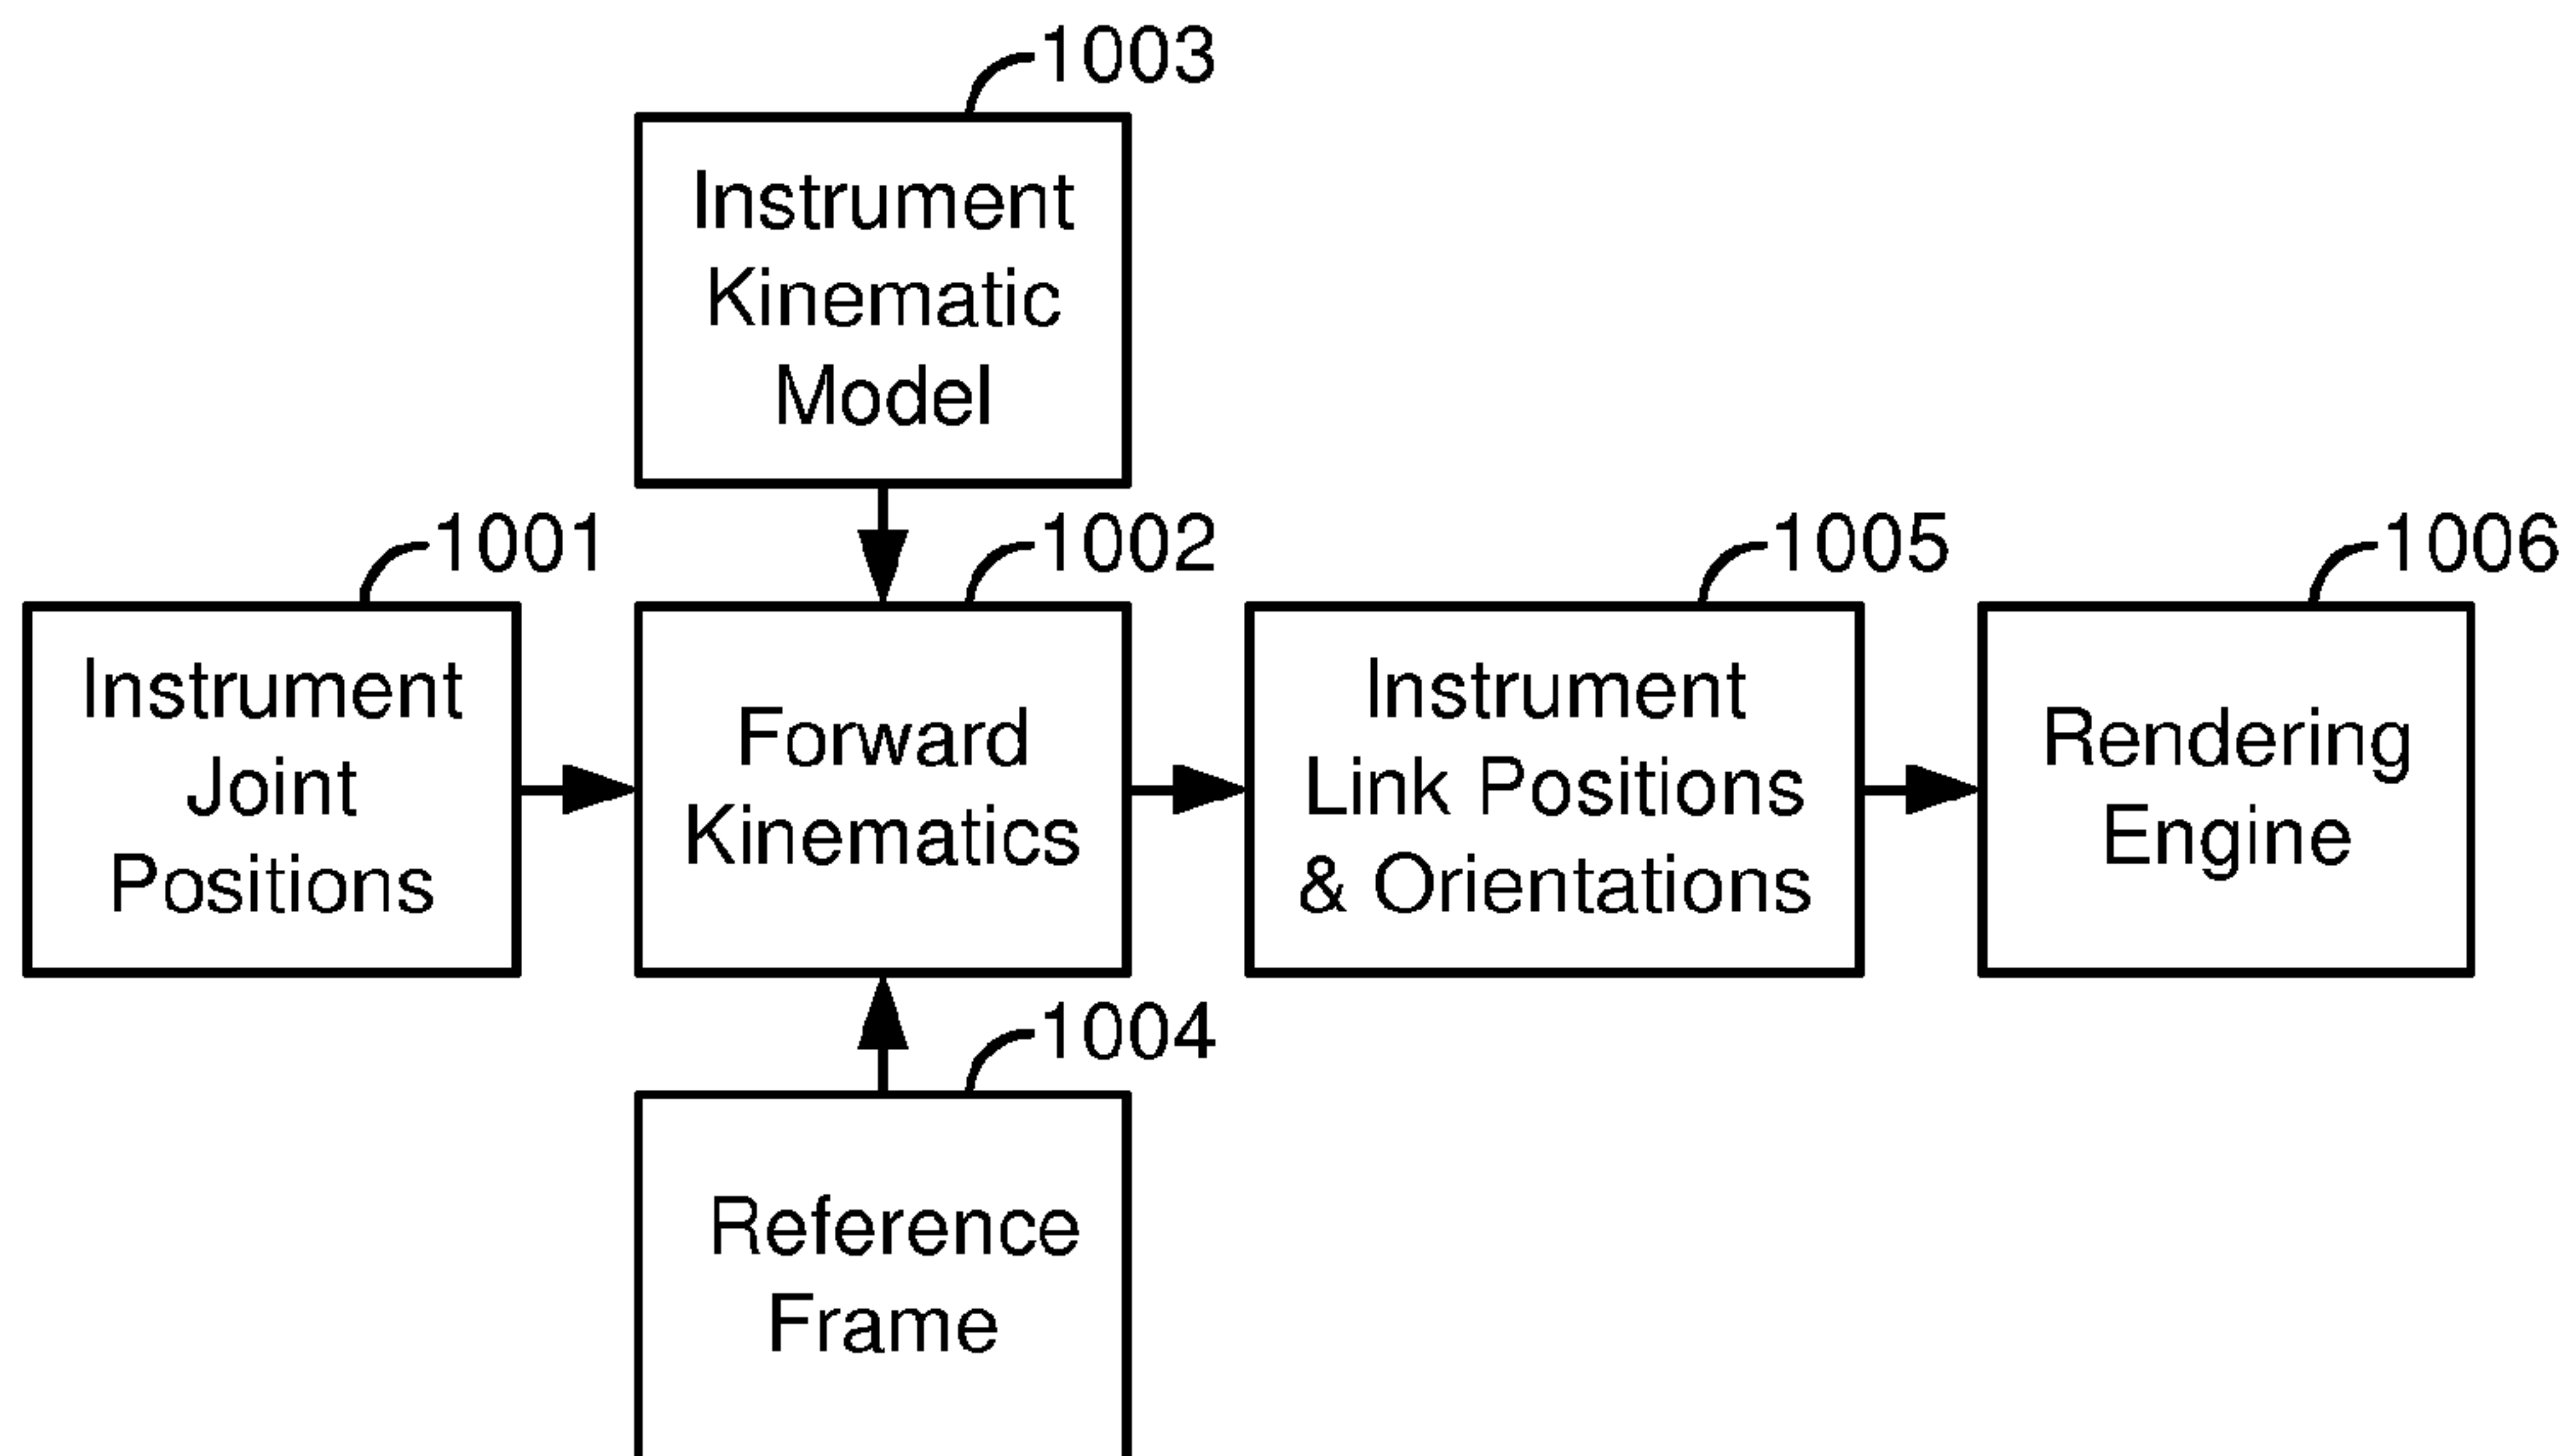 1003
Instrument
Kinematic
Model
1001
1002
1005
1006
Instrument
Joint
Positions
Forward
Kinematics
Instrument
Link Positions
& Orientations
Rendering
Engine
1004
Reference
Frame